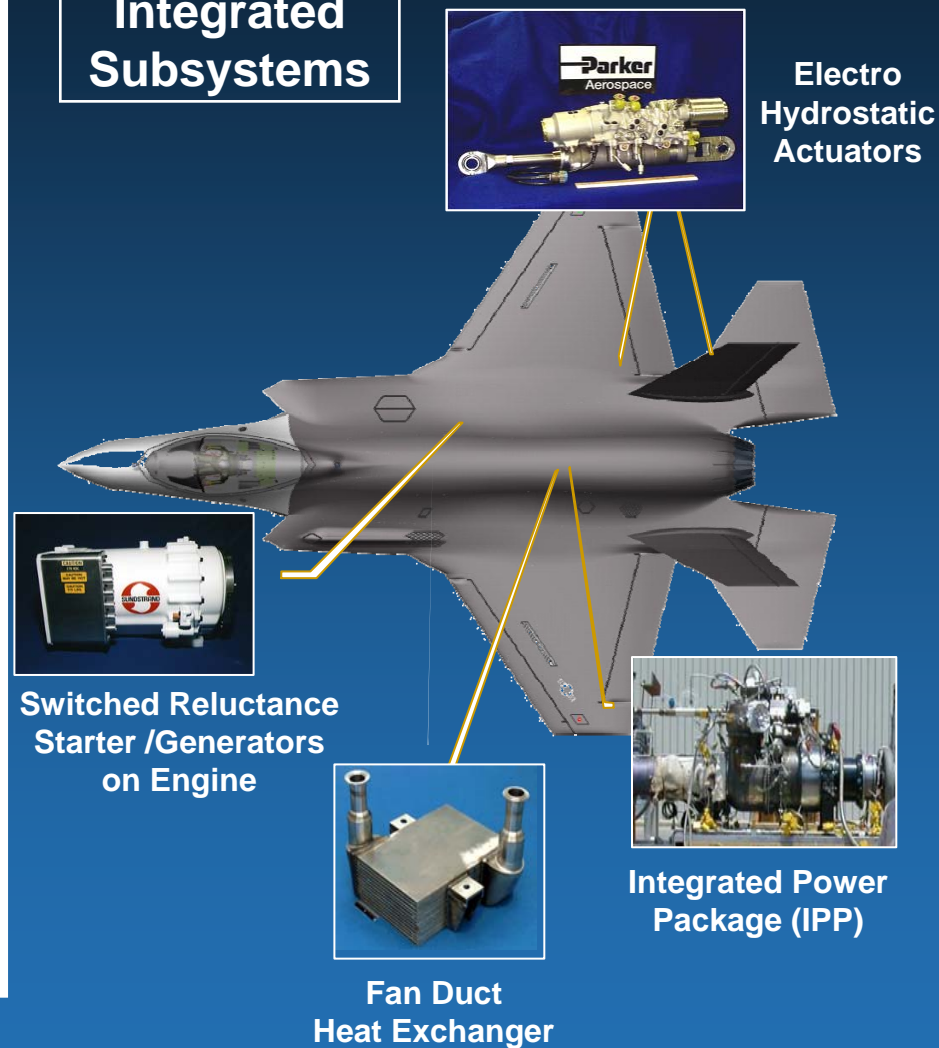 Integrated
Subsystems
Parker
Aerospace
Electro
Hydrostatic
Actuators
SUNDSTRAND
Switched Reluctance
Starter /Generators
on Engine
Integrated Power
Package (IPP)
Fan Duct
Heat Exchanger